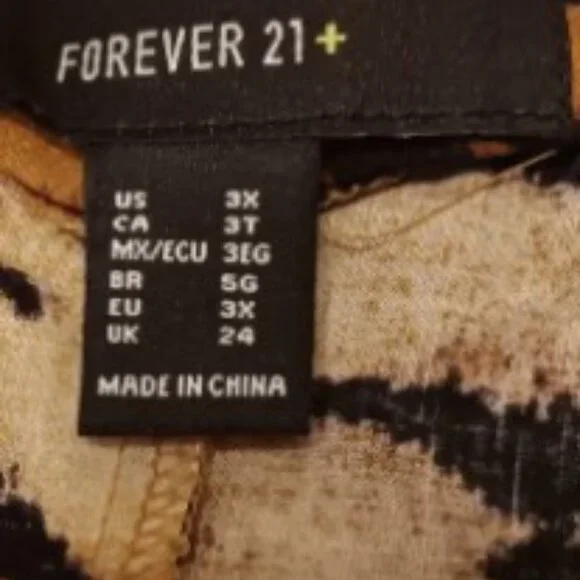 FOREVER 21+
US 3X
CA 3T
MX/ECU 3EG
BR 5G
EU 3X
UK 24
MADE IN CHINA